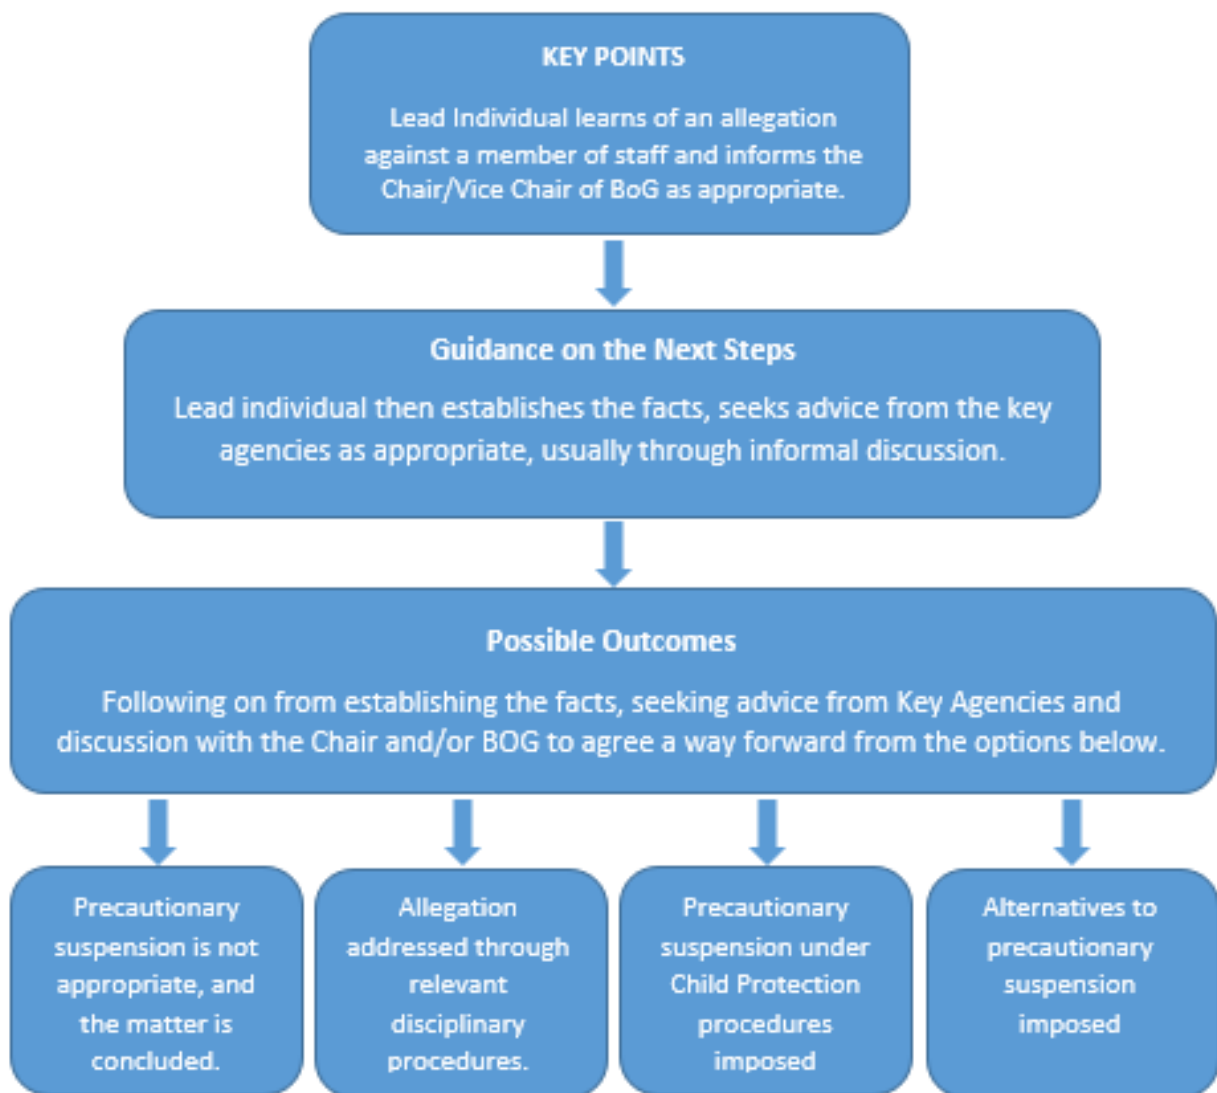 KEY POINTS
Lead Individual learns of an allegation
against a member of staff and informs the
Chair/Vice Chair of BoG as appropriate.
Guidance on the Next Steps
Lead individual then establishes the facts, seeks advice from the key
agencies as appropriate, usually through informal discussion.
Possible Outcomes
Following on from establishing the facts, seeking advice from Key Agencies and
discussion with the Chair and/or BOG to agree a way forward from the options below.
Precautionary
suspension is not
appropriate, and
the matter is
concluded.
Allegation
addressed through
relevant
disciplinary
procedures.
Precautionary
suspension under
Child Protection
procedures
imposed
Alternatives to
precautionary
suspension
imposed